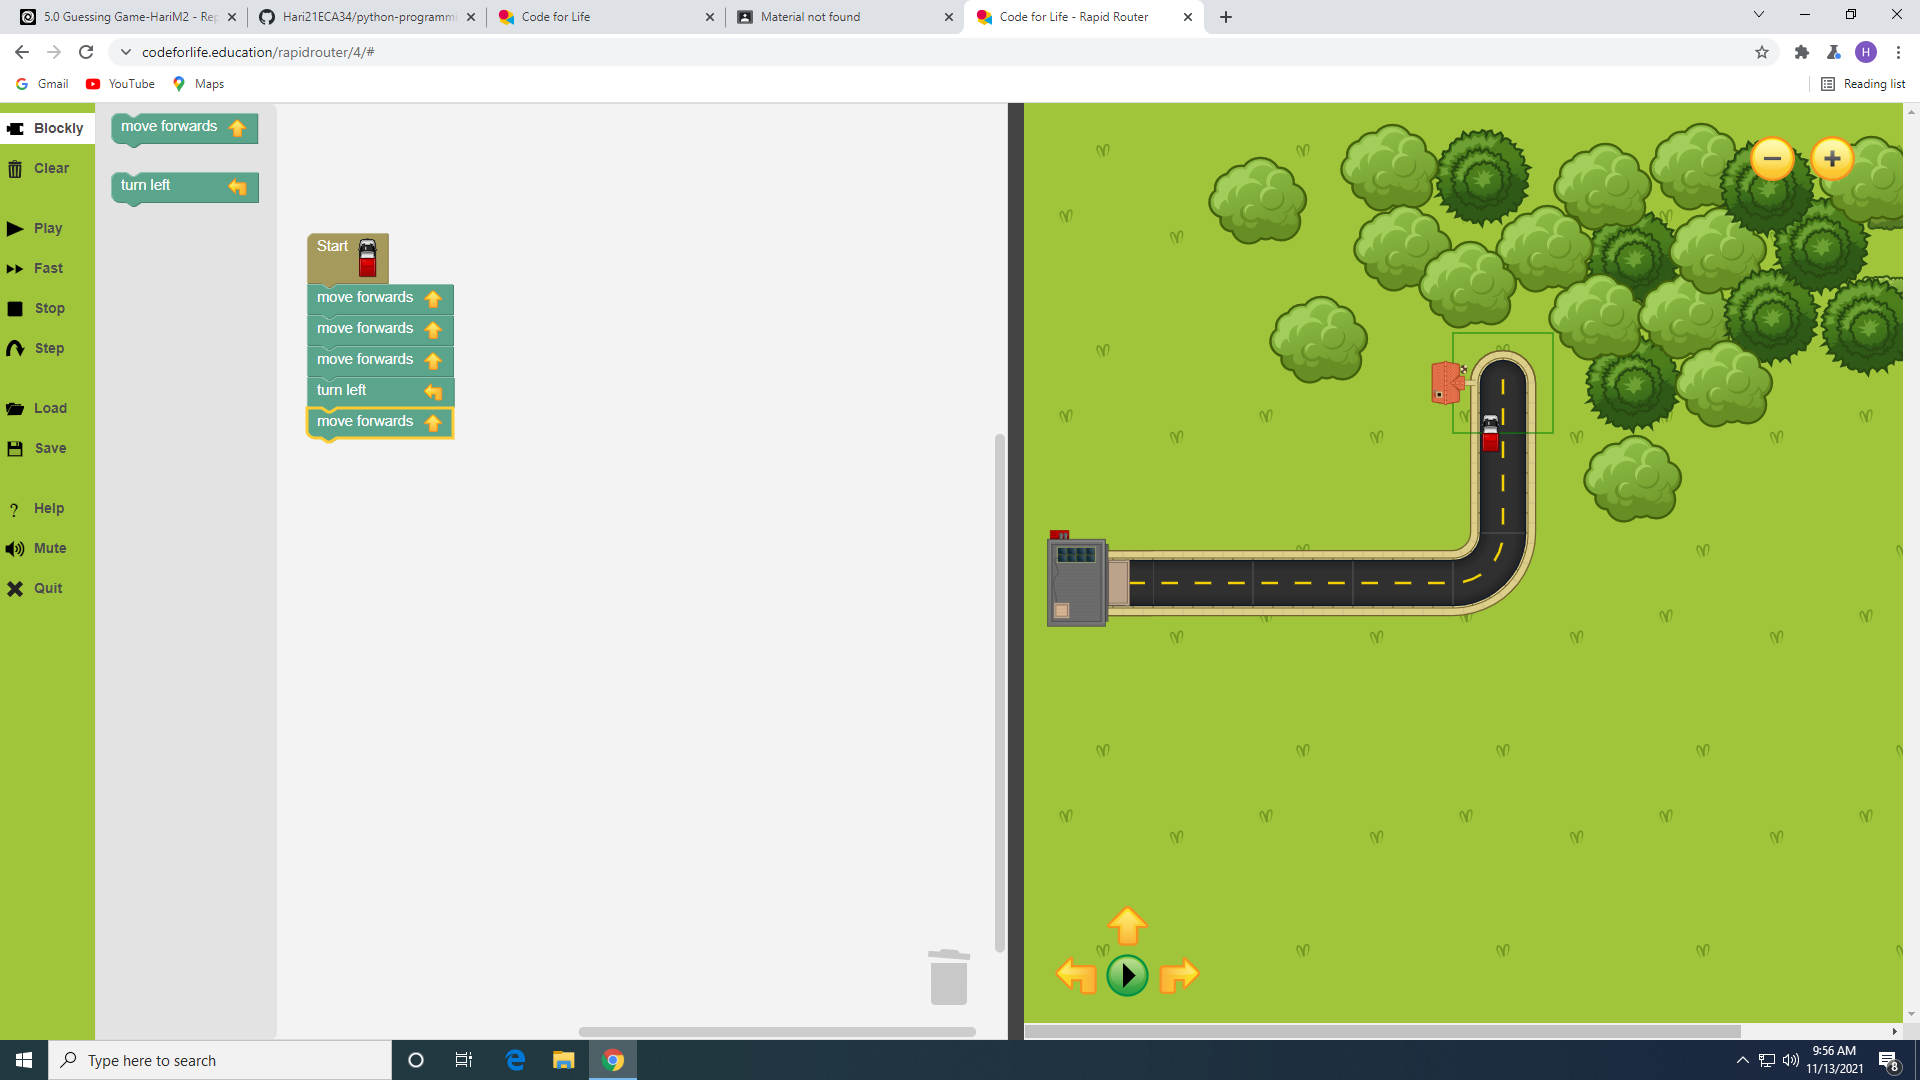 5.0 Guessing Game-HariM2 - Rep
Hari21ECA34/python-programmi
Code for Life
Material not found
Code for Life - Rapid Router
codeforlife.education/rapidrouter/4/#
H
Gmail
YouTube
Maps
Reading list
Blockly
Clear
Play
Fast
Stop
Step
Load
Save
Help
Mute
Quit
move forwards
turn left
Start
move forwards
move forwards
move forwards
turn left
move forwards
Type here to search
9:56 AM
11/13/2021
8